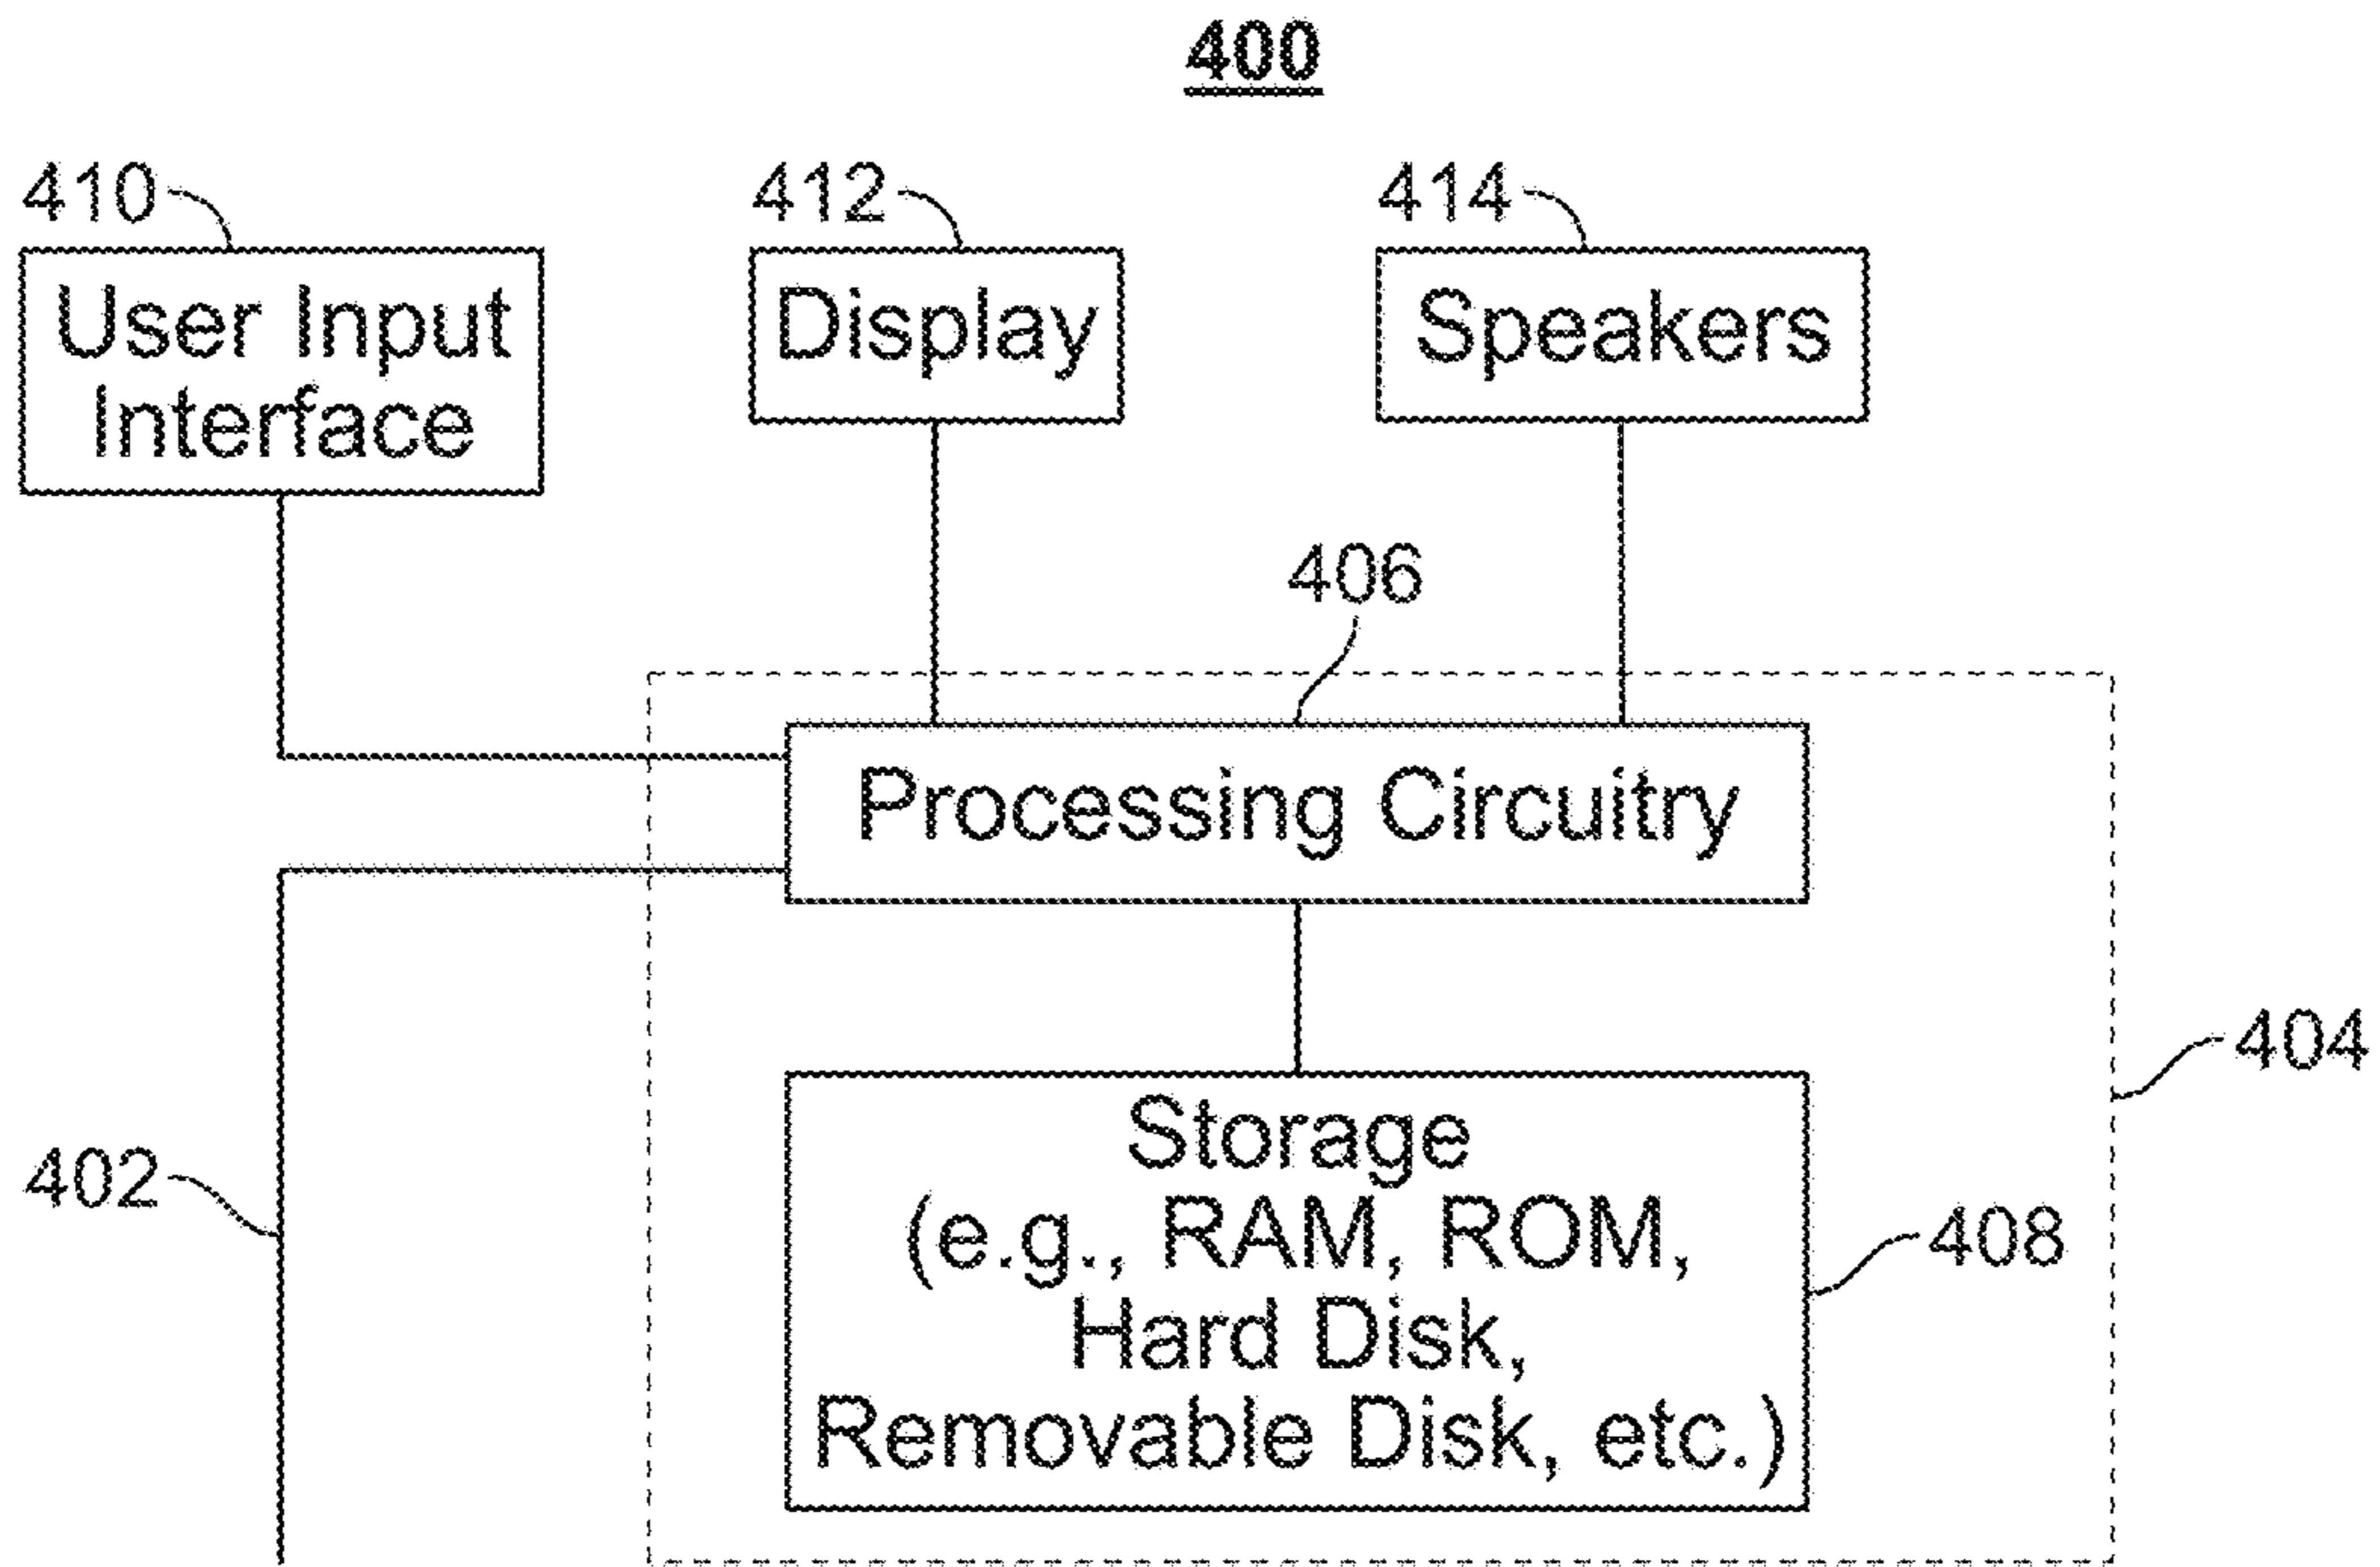 400
410
412
414
User Input
Interface
Display
Speakers
406
Processing Circuitry
404
402
Storage
(e.g., RAM, ROM,
Hard Disk,
Removable Disk, etc.)
408